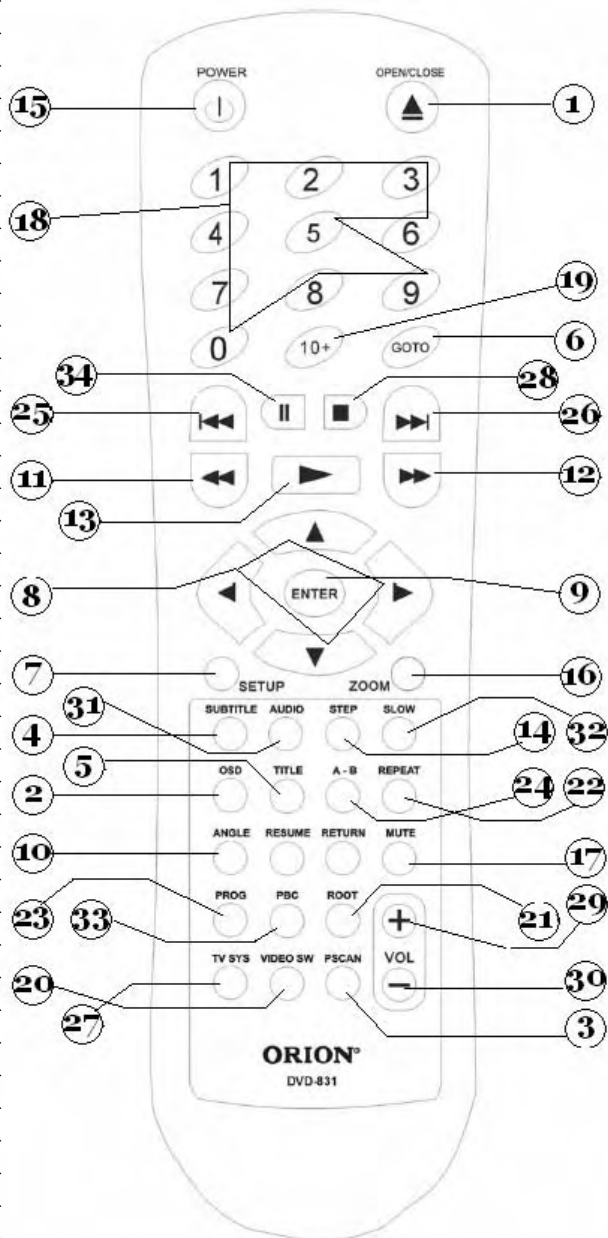 POWER OPEN/CLOSE
15 1
1 2 3
18
4 5 6
7 8 9
19
0 10+ GOTO 6
34 28
25 26
11 12
13
8 ENTER 9
7 SETUP ZOOM 16
31 SUBTITLE AUDIO STEP SLOW
4 14 32
5 OSD TITLE A - B REPEAT
2 24 22
ANGLE RESUME RETURN MUTE
10 17
PROG PBC ROOT
23 33 + 21 29
TV SYS VIDEO SW PSCAN VOL
20 − 30
27 3
ORION
DVD-831